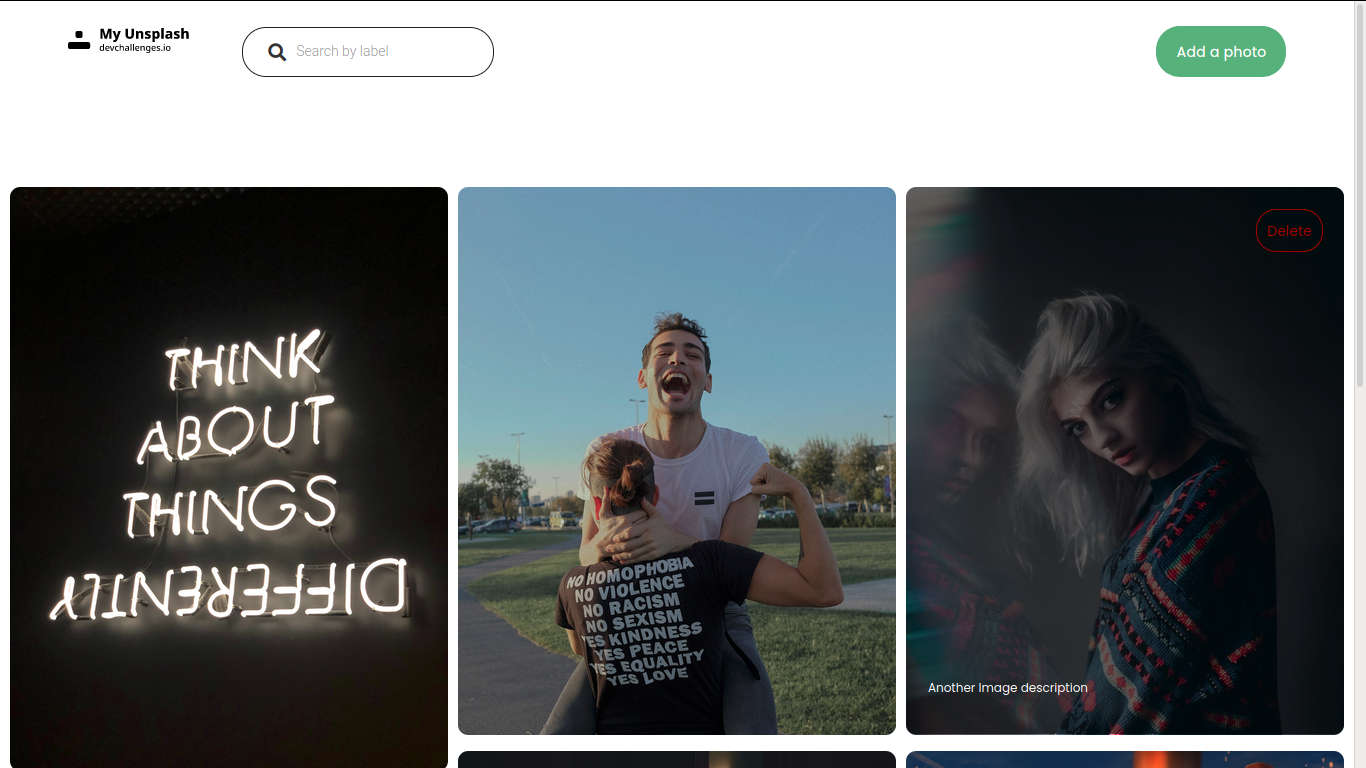 My Unsplash
devchallenges.io
Search by label
Add a photo
THINK
ABOUT
THINGS
DIFFERENTLY
NO HOMOPHOBIA
NO VIOLENCE
NO RACISM
NO SEXISM
YES KINDNESS
YES PEACE
YES EQUALITY
YES LOVE
Delete
Another Image description